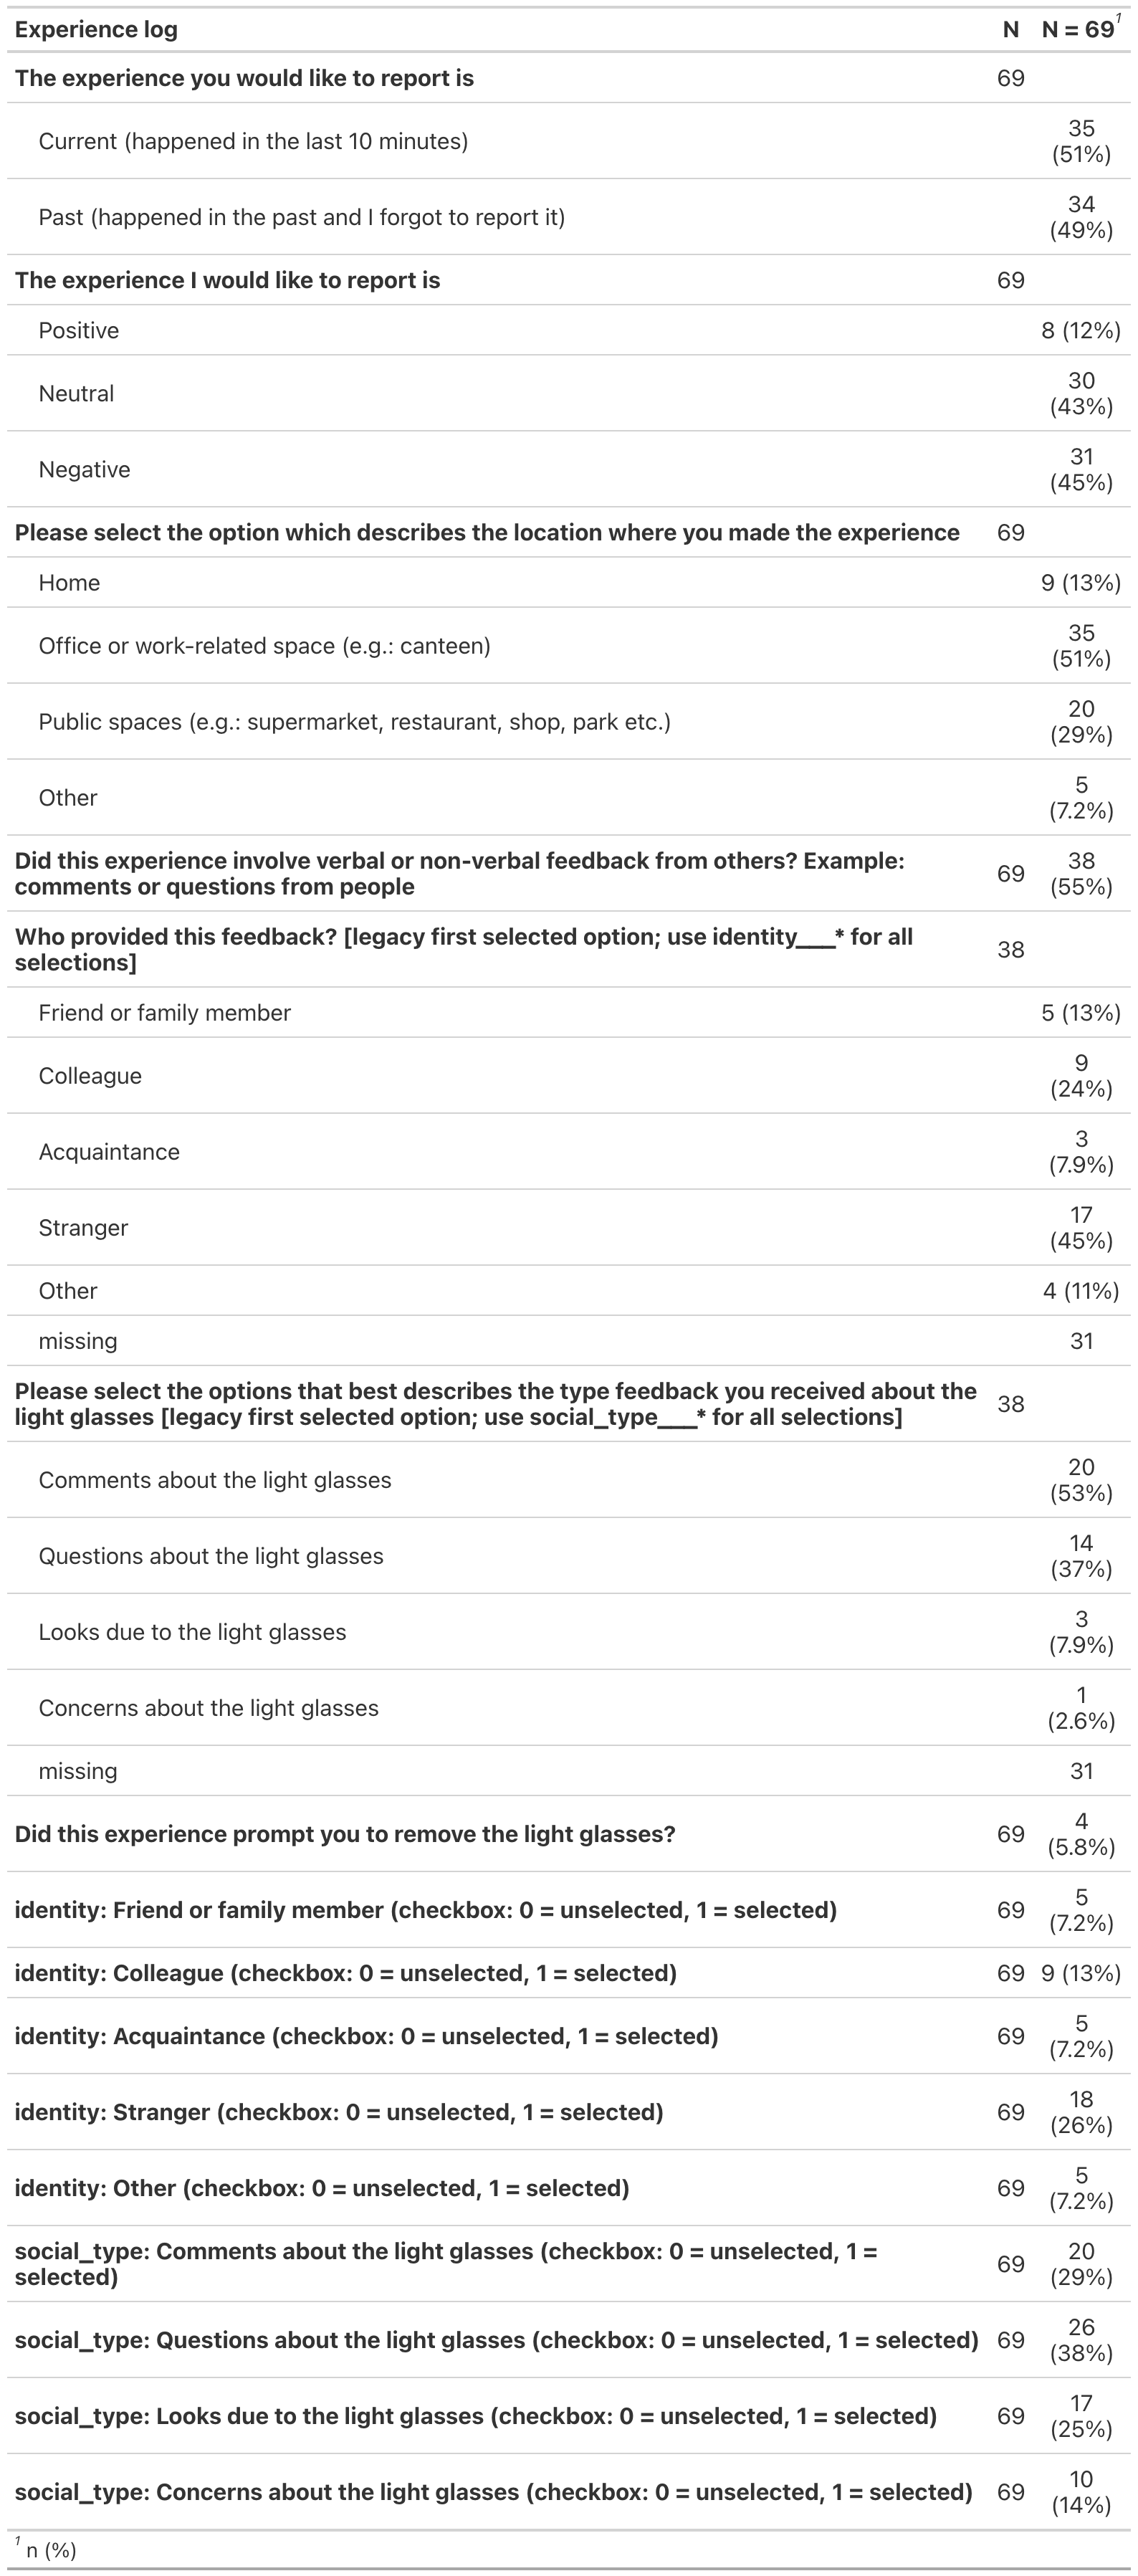 Experience log N N = 69¹
The experience you would like to report is 69
Current (happened in the last 10 minutes) 35 (51%)
Past (happened in the past and I forgot to report it) 34 (49%)
The experience I would like to report is 69
Positive 8 (12%)
Neutral 30 (43%)
Negative 31 (45%)
Please select the option which describes the location where you made the experience 69
Home 9 (13%)
Office or work-related space (e.g.: canteen) 35 (51%)
Public spaces (e.g.: supermarket, restaurant, shop, park etc.) 20 (29%)
Other 5 (7.2%)
Did this experience involve verbal or non-verbal feedback from others? Example:
comments or questions from people 69 38 (55%)
Who provided this feedback? [legacy first selected option; use identity___* for all
selections] 38
Friend or family member 5 (13%)
Colleague 9 (24%)
Acquaintance 3 (7.9%)
Stranger 17 (45%)
Other 4 (11%)
missing 31
Please select the options that best describes the type feedback you received about the
light glasses [legacy first selected option; use social_type___* for all selections] 38
Comments about the light glasses 20 (53%)
Questions about the light glasses 14 (37%)
Looks due to the light glasses 3 (7.9%)
Concerns about the light glasses 1 (2.6%)
missing 31
Did this experience prompt you to remove the light glasses? 69 4 (5.8%)
identity: Friend or family member (checkbox: 0 = unselected, 1 = selected) 69 5 (7.2%)
identity: Colleague (checkbox: 0 = unselected, 1 = selected) 69 9 (13%)
identity: Acquaintance (checkbox: 0 = unselected, 1 = selected) 69 5 (7.2%)
identity: Stranger (checkbox: 0 = unselected, 1 = selected) 69 18 (26%)
identity: Other (checkbox: 0 = unselected, 1 = selected) 69 5 (7.2%)
social_type: Comments about the light glasses (checkbox: 0 = unselected, 1 =
selected) 69 20 (29%)
social_type: Questions about the light glasses (checkbox: 0 = unselected, 1 = selected) 69 26 (38%)
social_type: Looks due to the light glasses (checkbox: 0 = unselected, 1 = selected) 69 17 (25%)
social_type: Concerns about the light glasses (checkbox: 0 = unselected, 1 = selected) 69 10 (14%)
¹ n (%)